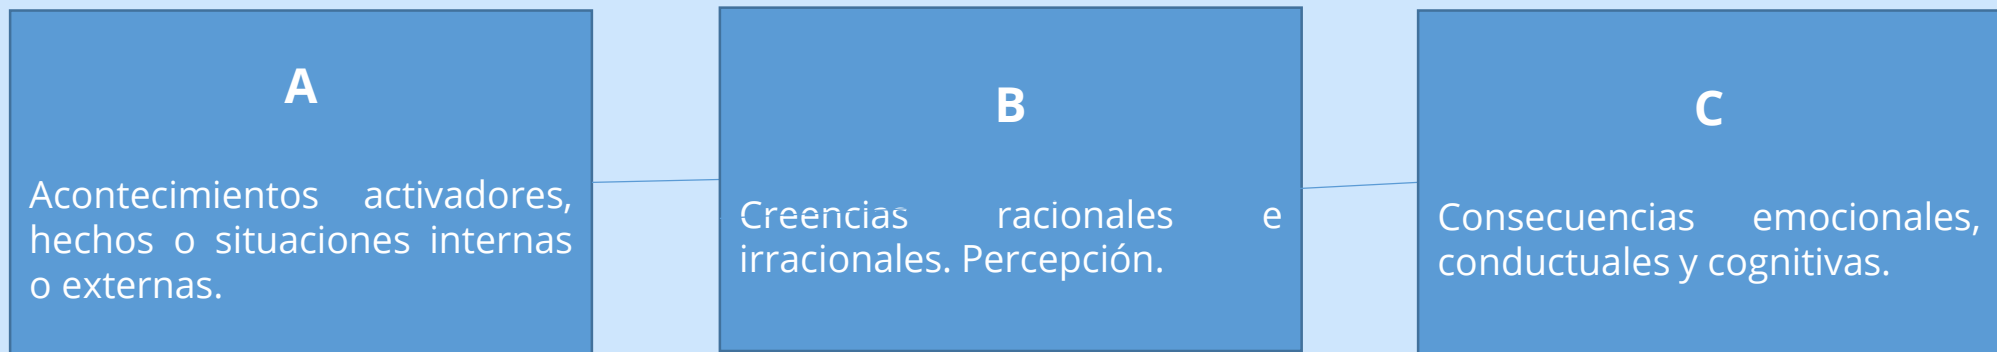 A
Acontecimientos activadores,
hechos o situaciones internas
o externas.
B
Creencias racionales e
irracionales. Percepción.
C
Consecuencias emocionales,
conductuales y cognitivas.